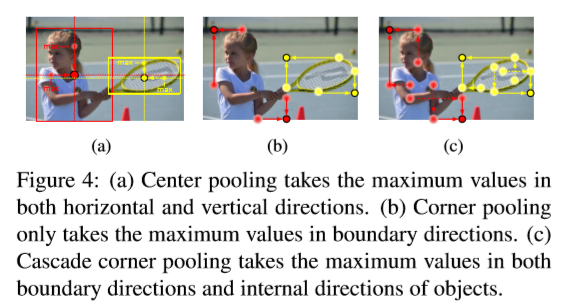 max
max
max
max
(a)
(b)
(c)
Figure 4: (a) Center pooling takes the maximum values in
both horizontal and vertical directions. (b) Corner pooling
only takes the maximum values in boundary directions. (c)
Cascade corner pooling takes the maximum values in both
boundary directions and internal directions of objects.